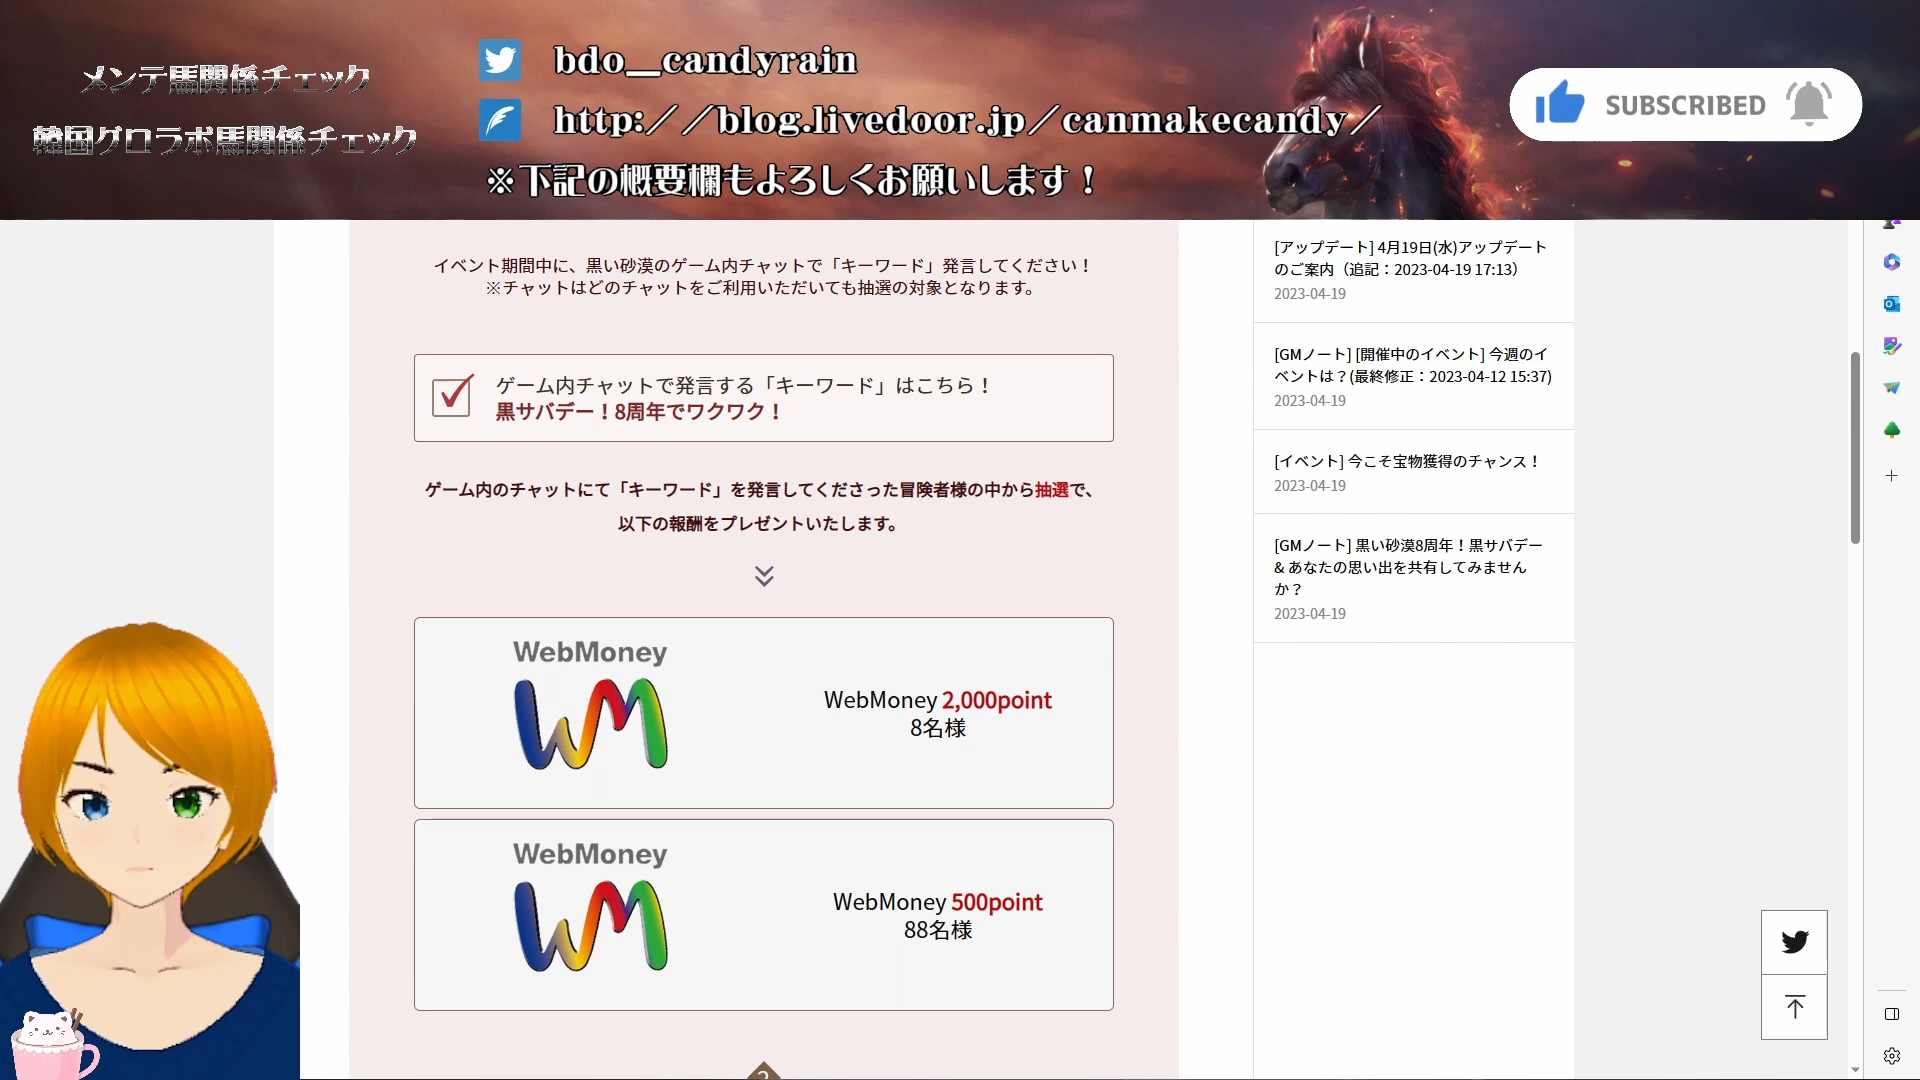 メンテ馬関係チェック
韓国グロラボ馬関係チェック
bdo__candyrain
http://blog.livedoor.jp/canmakecandy/
※下記の概要欄もよろしくお願いします！
SUBSCRIBED
イベント期間中に、黒い砂漠のゲーム内チャットで「キーワード」発言してください！
※チャットはどのチャットをご利用いただいても抽選の対象となります。
ゲーム内チャットで発言する「キーワード」はこちら！
黒サバデー！8周年でワクワク！
ゲーム内のチャットにて「キーワード」を発言してくださった冒険者様の中から抽選で、
以下の報酬をプレゼントいたします。
WebMoney
WebMoney 2,000point
8名様
WebMoney
WebMoney 500point
88名様
[アップデート] 4月19日(水)アップデート
のご案内（追記：2023-04-19 17:13）
2023-04-19
[GMノート] [開催中のイベント] 今週のイ
ベントは？(最終修正：2023-04-12 15:37)
2023-04-19
[イベント] 今こそ宝物獲得のチャンス！
2023-04-19
[GMノート] 黒い砂漠8周年！黒サバデー
& あなたの思い出を共有してみません
か？
2023-04-19